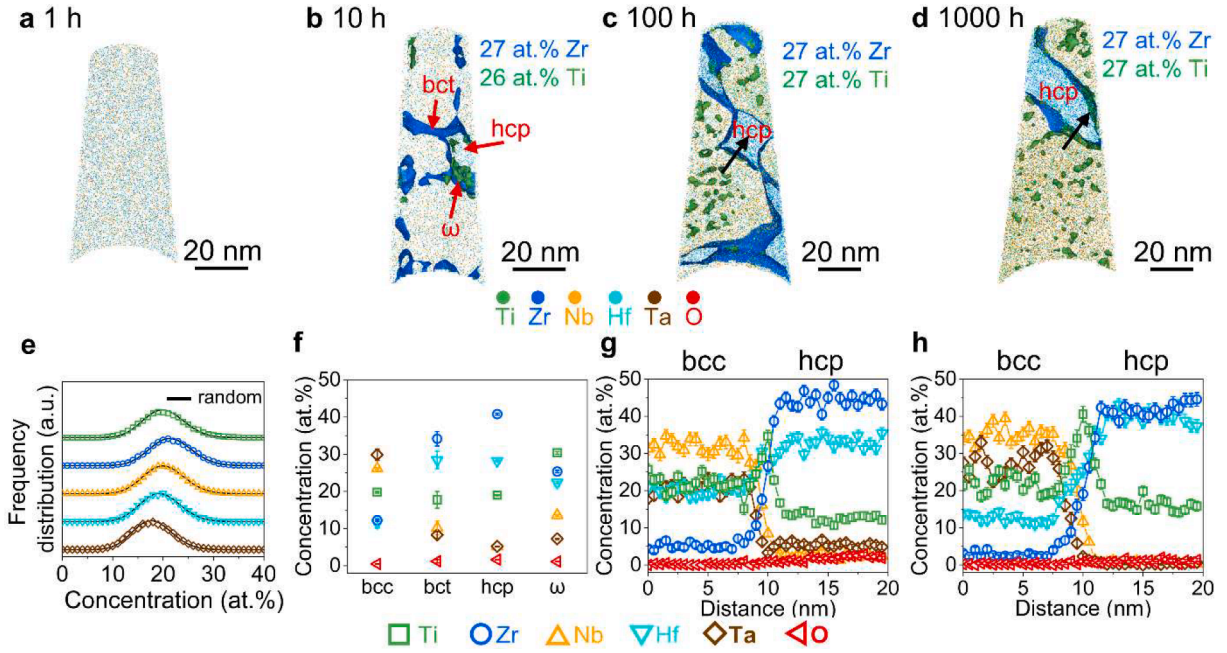 a 1 h
b 10 h
c 100 h
d 1000 h
27 at.% Zr
26 at.% Ti
bct
hcp
ω
27 at.% Zr
27 at.% Ti
hcp
27 at.% Zr
27 at.% Ti
hcp
20 nm
20 nm
20 nm
20 nm
Ti Zr Nb Hf Ta O
e
random
Frequency
distribution (a.u.)
0 10 20 30 40
Concentration (at.%)
f
Concentration (at.%)
50
40
30
20
10
0
bcc bct hcp ω
g
bcc hcp
Concentration (at.%)
50
40
30
20
10
0
0 5 10 15 20
Distance (nm)
h
bcc hcp
Concentration (at.%)
50
40
30
20
10
0
0 5 10 15 20
Distance (nm)
Ti Zr Nb Hf Ta O